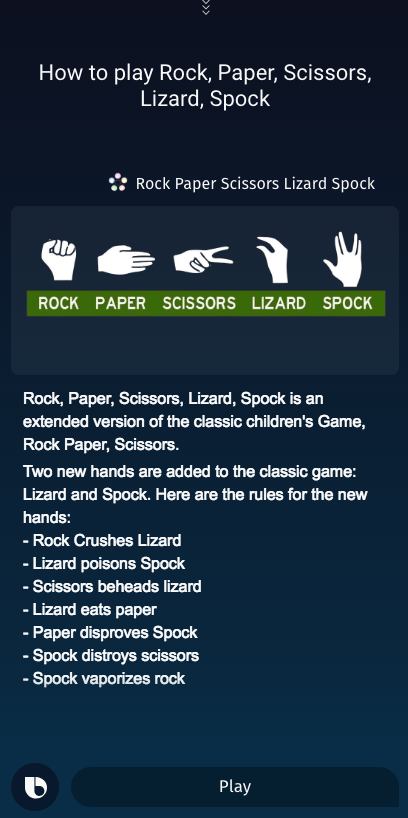 How to play Rock, Paper, Scissors,
Lizard, Spock
Rock Paper Scissors Lizard Spock
ROCK PAPER SCISSORS LIZARD SPOCK
Rock, Paper, Scissors, Lizard, Spock is an
extended version of the classic children's Game,
Rock Paper, Scissors.
Two new hands are added to the classic game:
Lizard and Spock. Here are the rules for the new
hands:
- Rock Crushes Lizard
- Lizard poisons Spock
- Scissors beheads lizard
- Lizard eats paper
- Paper disproves Spock
- Spock distroys scissors
- Spock vaporizes rock
Play